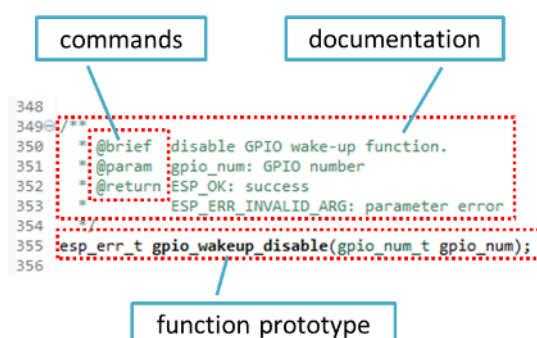 commands
documentation
348
349 /**
350 * @brief disable GPIO wake-up function.
351 * @param gpio_num: GPIO number
352 * @return ESP_OK: success
353 * ESP_ERR_INVALID_ARG: parameter error
354 */
355 esp_err_t gpio_wakeup_disable(gpio_num_t gpio_num);
356
function prototype